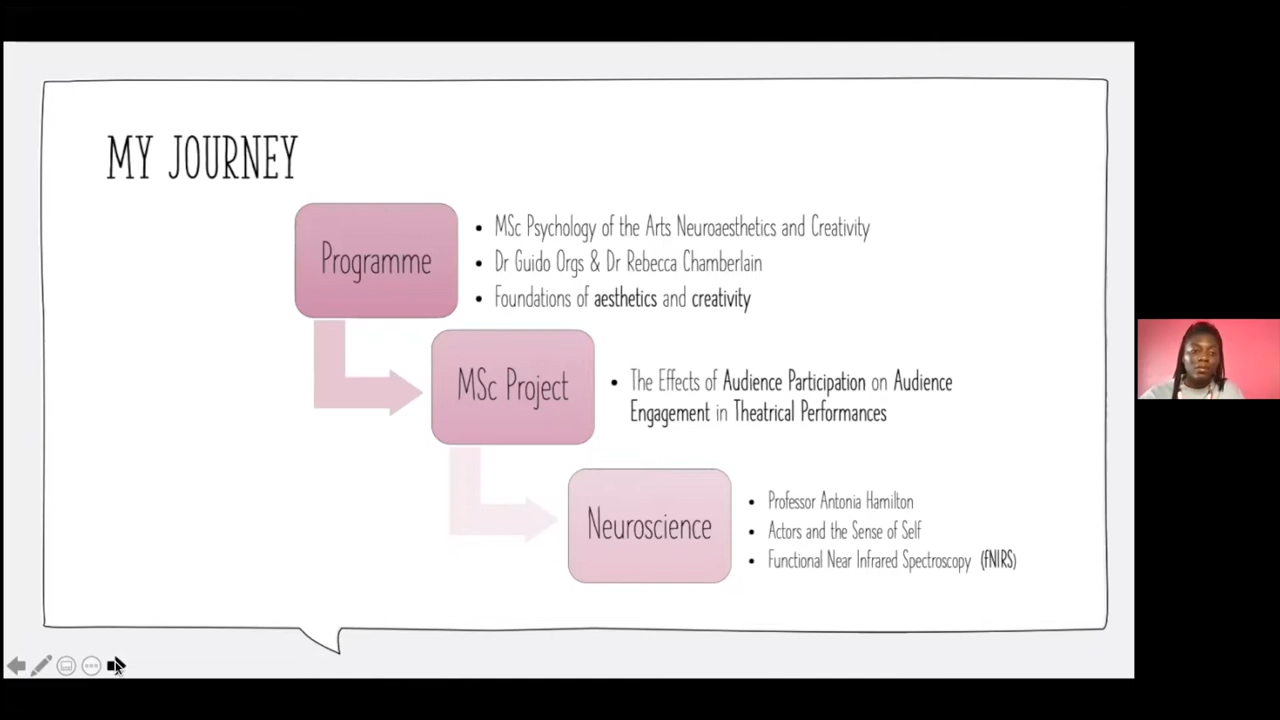 MY JOURNEY
Programme
• MSc Psychology of the Arts Neuroaesthetics and Creativity
• Dr Guido Orgs & Dr Rebecca Chamberlain
• Foundations of aesthetics and creativity
MSc Project
• The Effects of Audience Participation on Audience
Engagement in Theatrical Performances
Neuroscience
• Professor Antonia Hamilton
• Actors and the Sense of Self
• Functional Near Infrared Spectroscopy (fNIRS)